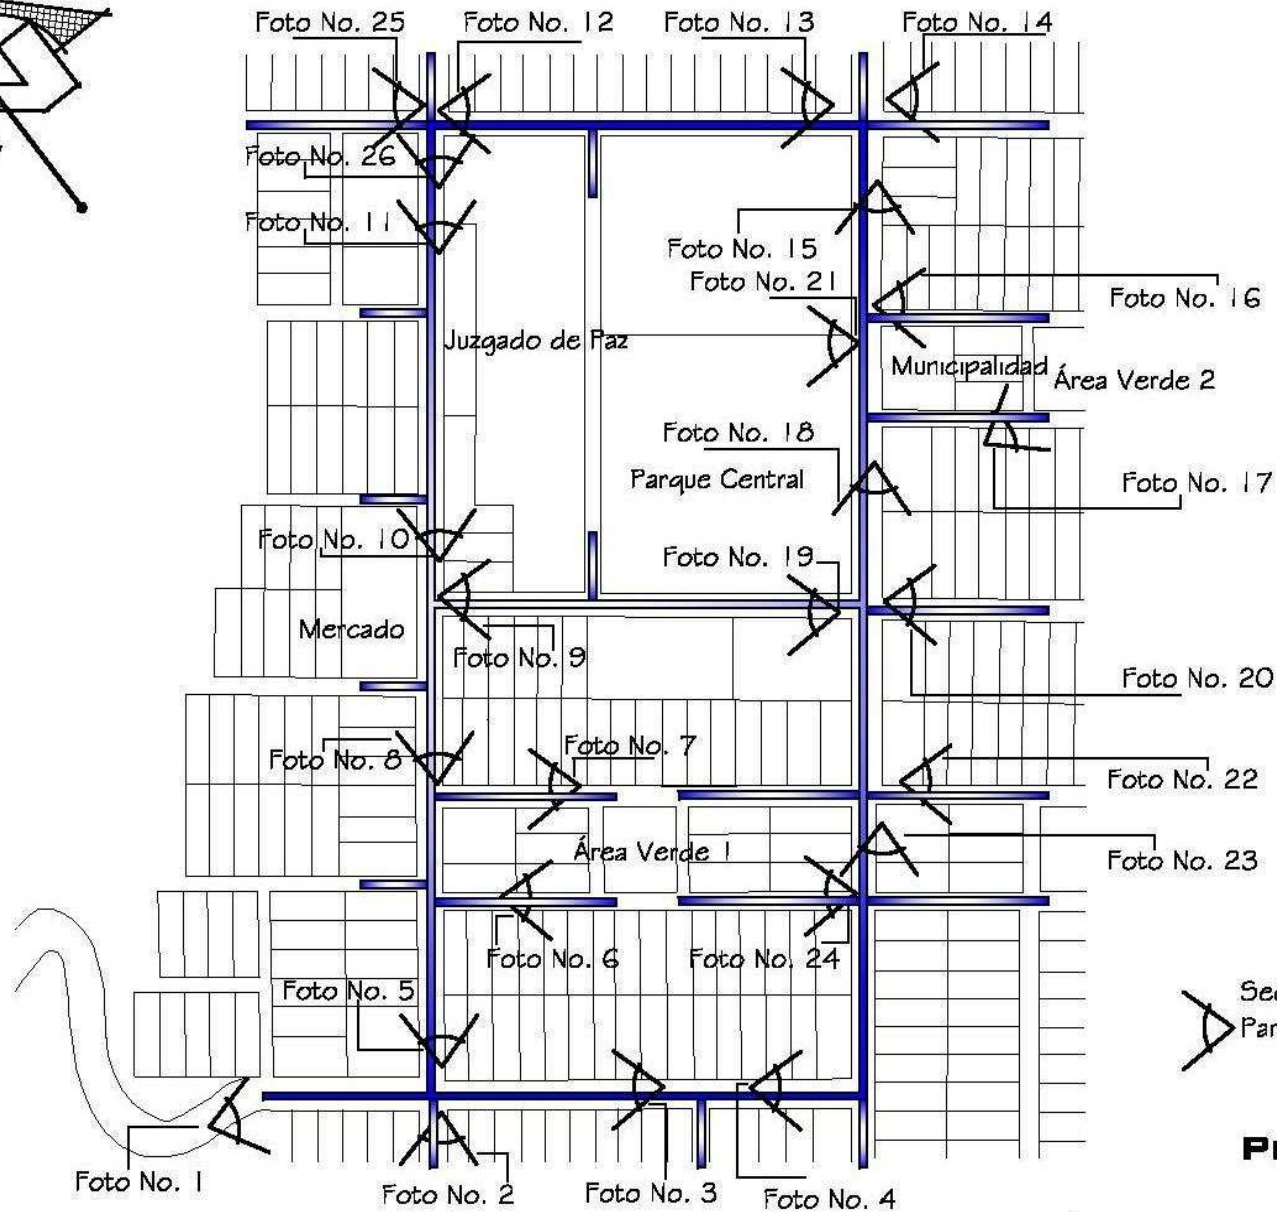 Foto No. 25
Foto No. 12
Foto No. 13
Foto No. 14
Foto No. 26
Foto No. 11
Foto No. 15
Foto No. 21
Foto No. 16
Juzgado de Paz
Municipalidad
Área Verde 2
Foto No. 18
Parque Central
Foto No. 17
Foto No. 10
Foto No. 19
Mercado
Foto No. 9
Foto No. 20
Foto No. 8
Foto No. 7
Foto No. 22
Área Verde 1
Foto No. 23
Foto No. 6
Foto No. 24
Foto No. 5
Foto No. 1
Foto No. 2
Foto No. 3
Foto No. 4